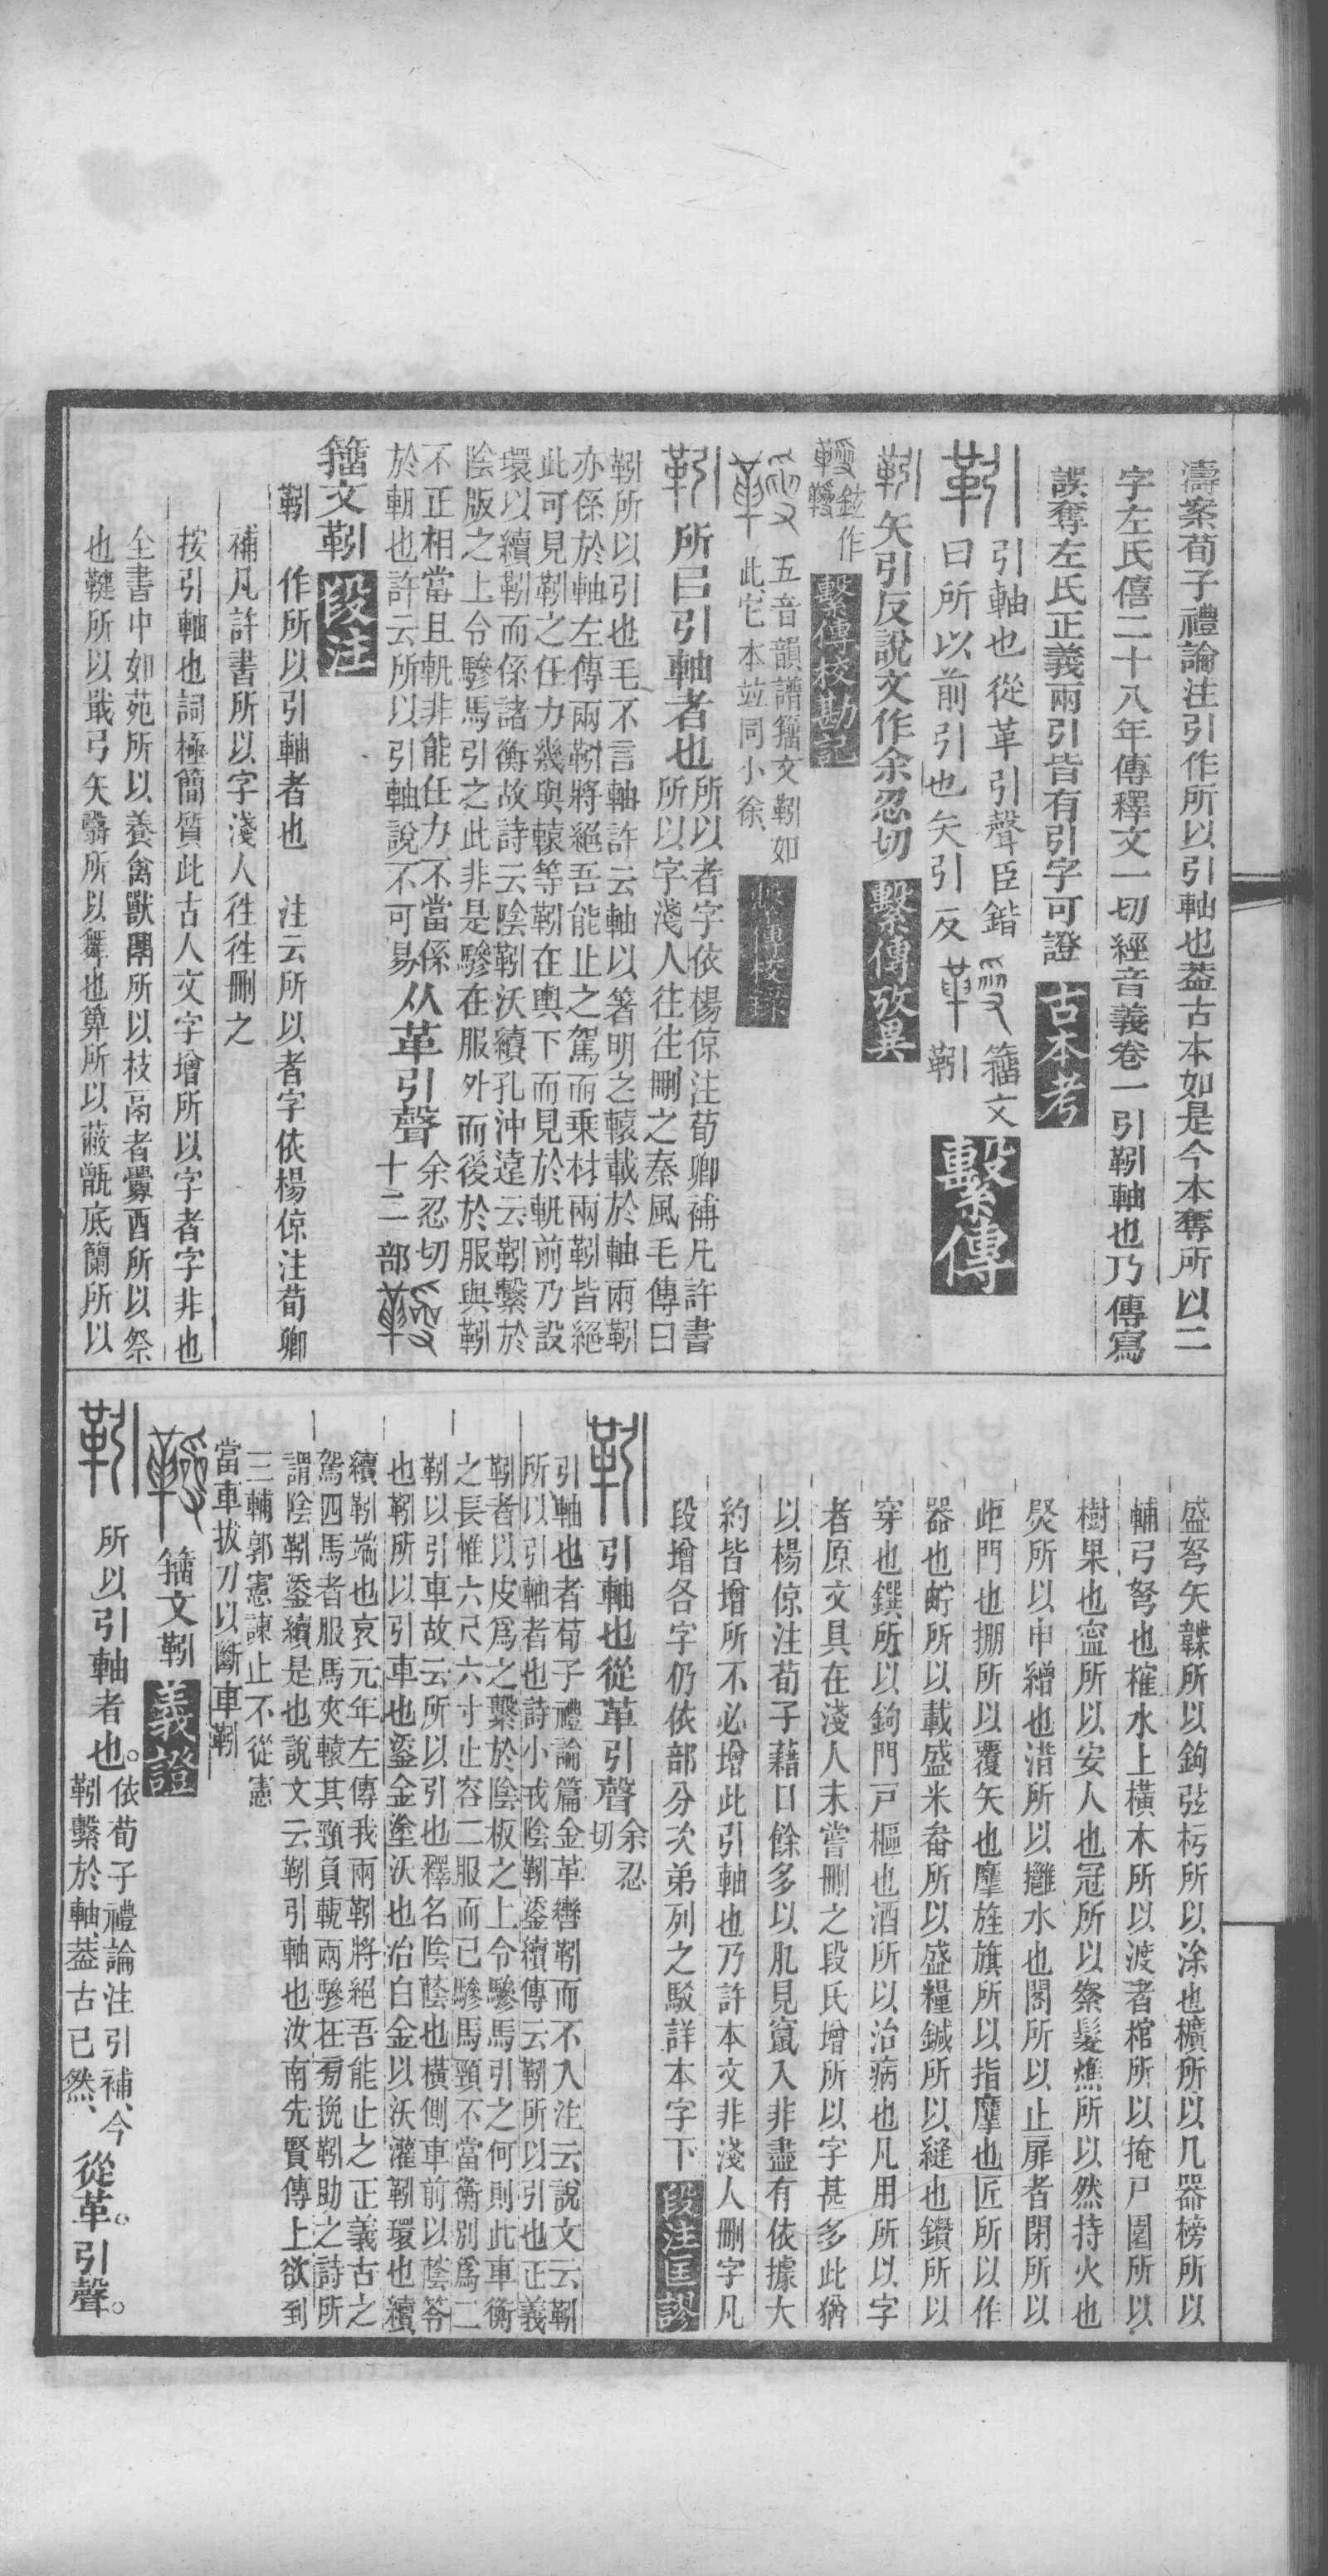 濤案荀子禮論注引作所以引軸也葢古本如是今本奪所以二
字左氏僖二十八年傳釋文一切經音義卷一引靷軸也乃傳寫
誤奪左氏正義兩引皆有引字可證 古本考
靷 引軸也從革引聲臣鍇
曰所以前引也矢引反 籀文
靷 繫傳
靷矢引反說文作余忍切 繫傳攷異
作 繫傳校勘記
五音韻譜籀文靷如
此它本竝同小徐
靷 所㠯引軸者也 所以者字依楊倞注荀卿補凡許書
所以字淺人往往刪之秦風毛傳曰
靷所以引也毛不言軸許云軸以箸明之轅載於軸兩靷
亦係於軸左傳兩靷將絕吾能止之駕而乘材兩靷皆絕
此可見靷之任力幾與轅等靷在輿下而見於軓前乃設
環以續靷而係諸衡故詩云陰靷沃續孔沖遠云靷繫於
陰版之上令驂馬引之此非是驂在服外而後於服與靷
不正相當且軓非能任力不當係
於軓也許云所以引軸說不可易 从革引聲 余忍切
十二部
籀文靷 段注
靷 作所以引軸者也 注云所以者字依楊倞注荀卿
補凡許書所以字淺人往往刪之
按引軸也詞極簡質此古人文字增所以字者字非也
全書中如苑所以養禽獸圈所以枝鬲者爨酉所以祭
也鞬所以戢弓矢翳所以舞也箅所以蔽甑底籣所以
盛弩矢韘所以鉤弦杇所以涂也櫎所以几器榜所以
輔弓弩也榷水上橫木所以渡者棺所以掩尸囿所以
樹果也寍所以安人也冠所以絭髮燋所以然持火也
㷉所以申繒也潸所以攡水也閣所以止扉者閉所以
歫門也掤所以覆矢也摩旌旗所以指摩也匠所以作
器也䀇所以載盛米畚所以盛糧鍼所以縫也鑽所以
穿也鐉所以鉤門戸樞也酒所以治病也凡用所以字
者原文具在淺人未嘗刪之段氏增所以字甚多此猶
以楊倞注荀子藉口餘多以肊見竄入非盡有依據大
約皆增所不必增此引軸也乃許本文非淺人刪字凡
段增各字仍依部分次弟列之駁詳本字下 段注匡謬
靷 引軸也從革引聲 余忍
切
引軸也者荀子禮論篇金革轡靷而不入注云說文云靷
所以引軸者也詩小戎陰靷鋈續傳云靷所以引也正義
靷者以皮爲之繫於陰板之上令驂馬引之何則此車衡
之長惟六尺六寸止容二服而已驂馬頸不當衡別爲二
靷以引車故云所以引也釋名陰蔭也橫側車前以蔭笭
也靷所以引車也鋈金塗沃也治白金以沃灌靷環也續
續靷端也哀元年左傳我兩靷將絕吾能止之正義古之
駕四馬者服馬夾轅其頸負軛兩驂在旁挽靷助之詩所
謂陰靷鋈續是也說文云靷引軸也汝南先賢傳上欲到
三輔郭憲諫止不從憲
當車拔刀以斷車靷
籀文靷 義證
靷 所以引軸者也。依荀子禮論注引補、今
靷繫於軸、葢古已然、 從革。引聲。